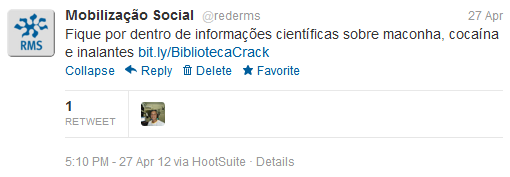 Mobilização Social @rederms 27 Apr
RMS
Fique por dentro de informações científicas sobre maconha, cocaína
e inalantes bit.ly/BibliotecaCrack
Collapse Reply Delete Favorite
1
RETWEET
5:10 PM - 27 Apr 12 via HootSuite · Details